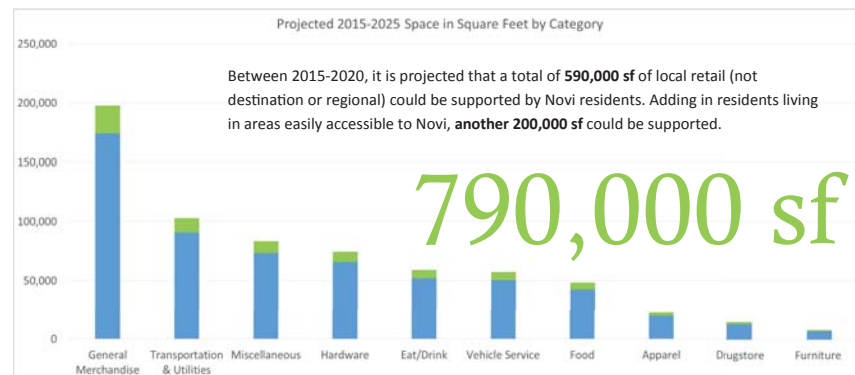 Projected 2015-2025 Space in Square Feet by Category
250,000
Between 2015-2020, it is projected that a total of 590,000 sf of local retail (not
destination or regional) could be supported by Novi residents. Adding in residents living
in areas easily accessible to Novi, another 200,000 sf could be supported.
200,000
150,000
790,000 sf
100,000
50,000
0
General
Merchandise
Transportation
& Utilities
Miscellaneous
Hardware
Eat/Drink
Vehicle Service
Food
Apparel
Drugstore
Furniture